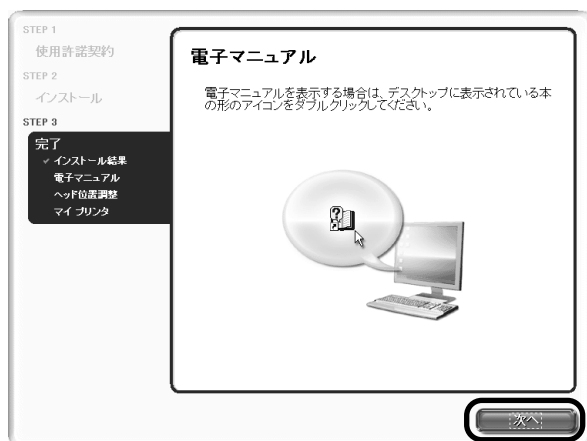 STEP 1
使用許諾契約
STEP 2
インストール
STEP 3
完了
✓ インストール結果
電子マニュアル
ヘッド位置調整
マイ プリンタ
電子マニュアル
電子マニュアルを表示する場合は、デスクトップに表示されている本
の形のアイコンをダブルクリックしてください。
?
次へ